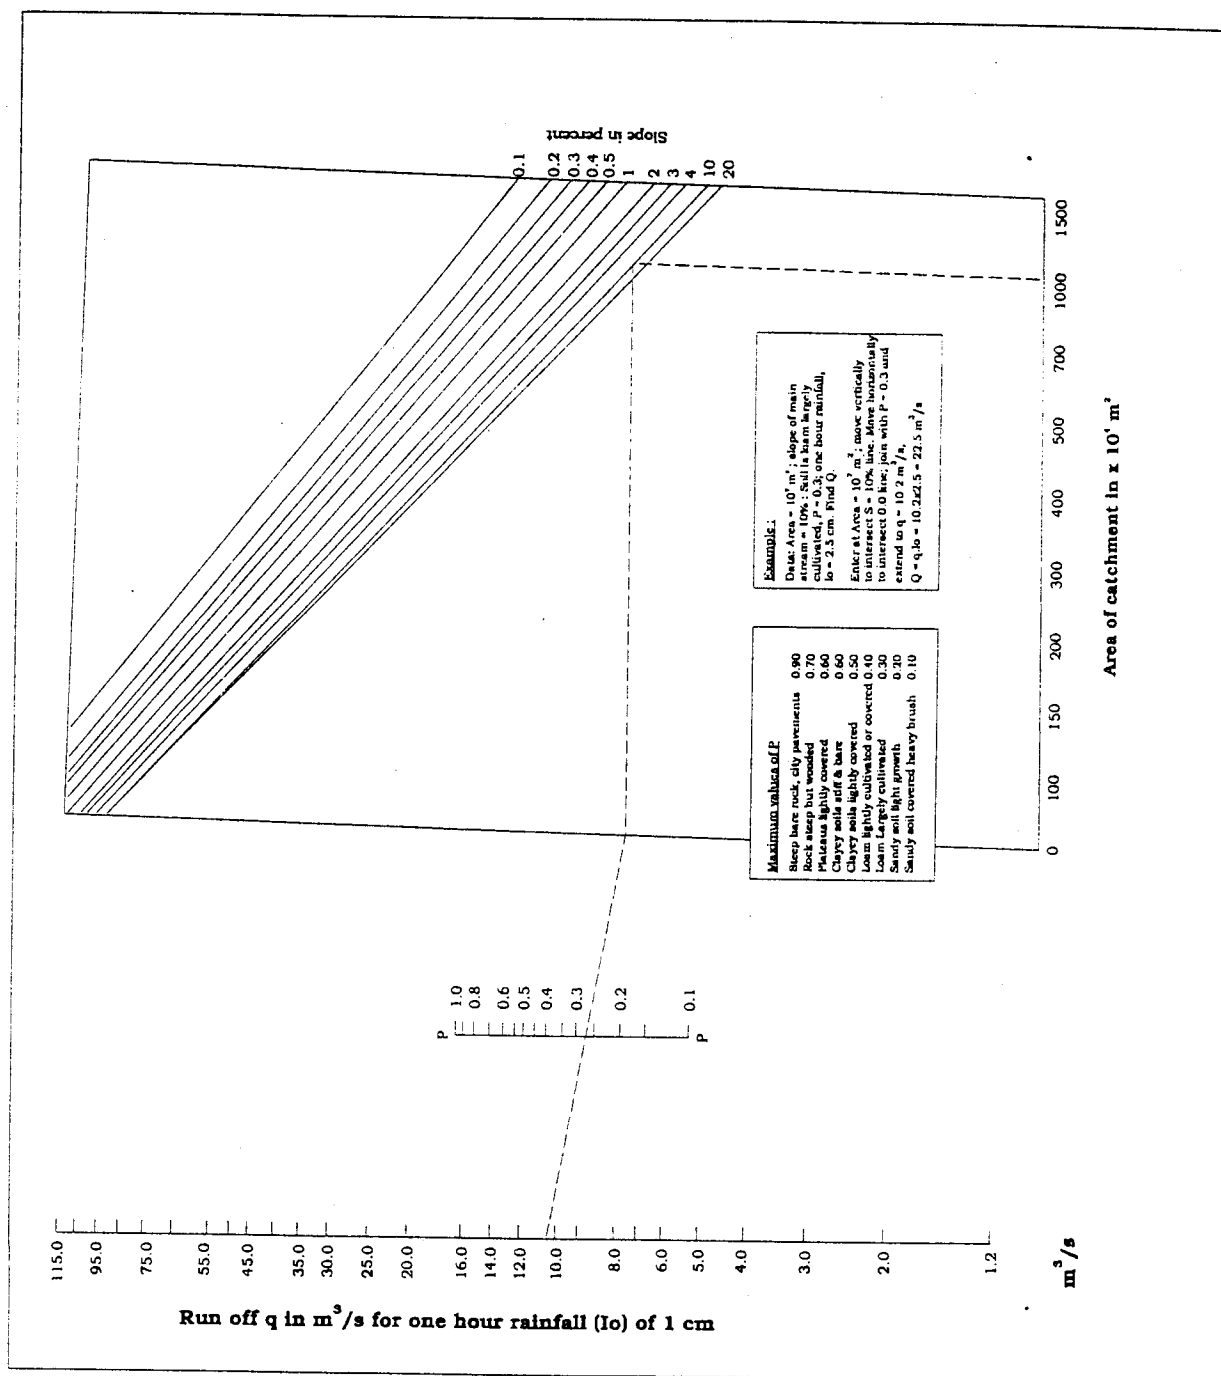 Slope in percent
0.1
0.2
0.3
0.4
0.5
1
2
3
4
10
20
1500
1000
700
500
400
300
200
150
100
0
Area of catchment in x 10⁴ m²
Example :
Data: Area = 10⁷ m² ; slope of main
stream = 10% : Soil is loam largely
cultivated, P = 0.3; one hour rainfall,
Io = 2.5 cm. Find Q.
Enter at Area = 10⁷ m² ; move vertically
to intersect S = 10% line. Move horizontally
to intersect 0.0 line; join with P = 0.3 and
extend to q = 10.2 m³/s,
Q = q.Io = 10.2x2.5 = 22.5 m³/s
Maximum values of P
Steep bare rock, city pavements 0.90
Rock steep but wooded 0.70
Plateaus lightly covered 0.60
Clayey soils stiff & bare 0.60
Clayey soils lightly covered 0.50
Loam lightly cultivated or covered 0.40
Loam Largely cultivated 0.30
Sandy soil light growth 0.20
Sandy soil covered heavy brush 0.10
P
1.0
0.8
0.6
0.5
0.4
0.3
0.2
0.1
P
115.0
95.0
75.0
55.0
45.0
35.0
30.0
25.0
20.0
16.0
14.0
12.0
10.0
8.0
7.0
6.0
5.0
4.0
3.0
2.0
1.2
m³/s
Run off q in m³/s for one hour rainfall (Io) of 1 cm